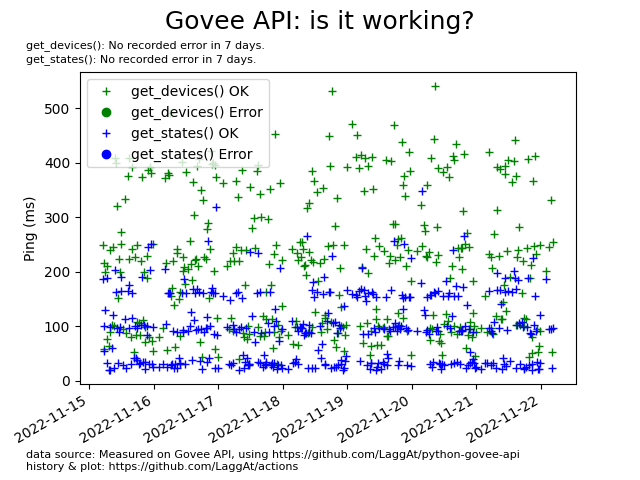 Govee API: is it working?
get_devices(): No recorded error in 7 days.
get_states(): No recorded error in 7 days.
get_devices() OK
get_devices() Error
get_states() OK
get_states() Error
Ping (ms)
500
400
300
200
100
0
2022-11-15
2022-11-16
2022-11-17
2022-11-18
2022-11-19
2022-11-20
2022-11-21
2022-11-22
data source: Measured on Govee API, using https://github.com/LaggAt/python-govee-api
history & plot: https://github.com/LaggAt/actions